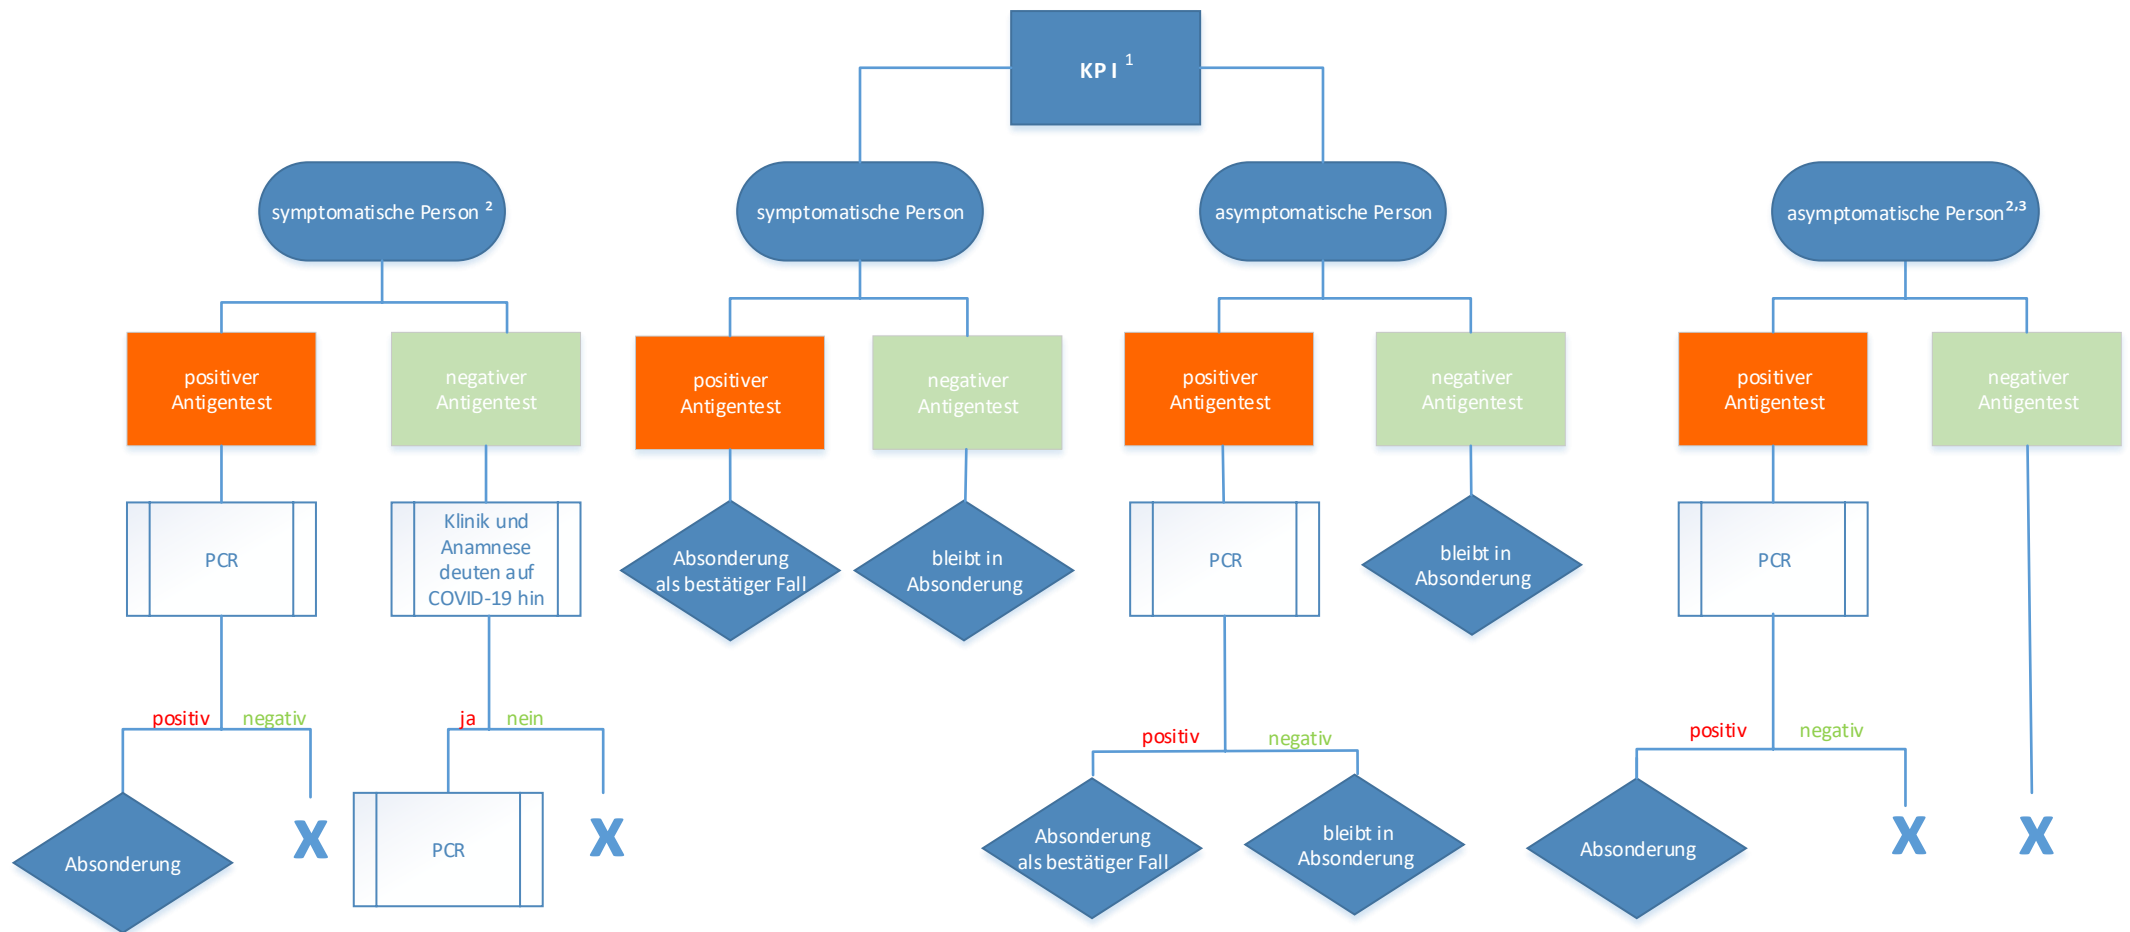 KP I ¹
symptomatische Person ²
symptomatische Person
asymptomatische Person
asymptomatische Person²,³
positiver
Antigentest
negativer
Antigentest
positiver
Antigentest
negativer
Antigentest
positiver
Antigentest
negativer
Antigentest
positiver
Antigentest
negativer
Antigentest
PCR
Klinik und
Anamnese
deuten auf
COVID-19 hin
Absonderung
als bestätiger Fall
bleibt in
Absonderung
PCR
bleibt in
Absonderung
PCR
positiv
negativ
ja
nein
positiv
negativ
positiv
negativ
Absonderung
X
PCR
X
Absonderung
als bestätiger Fall
bleibt in
Absonderung
Absonderung
X
X